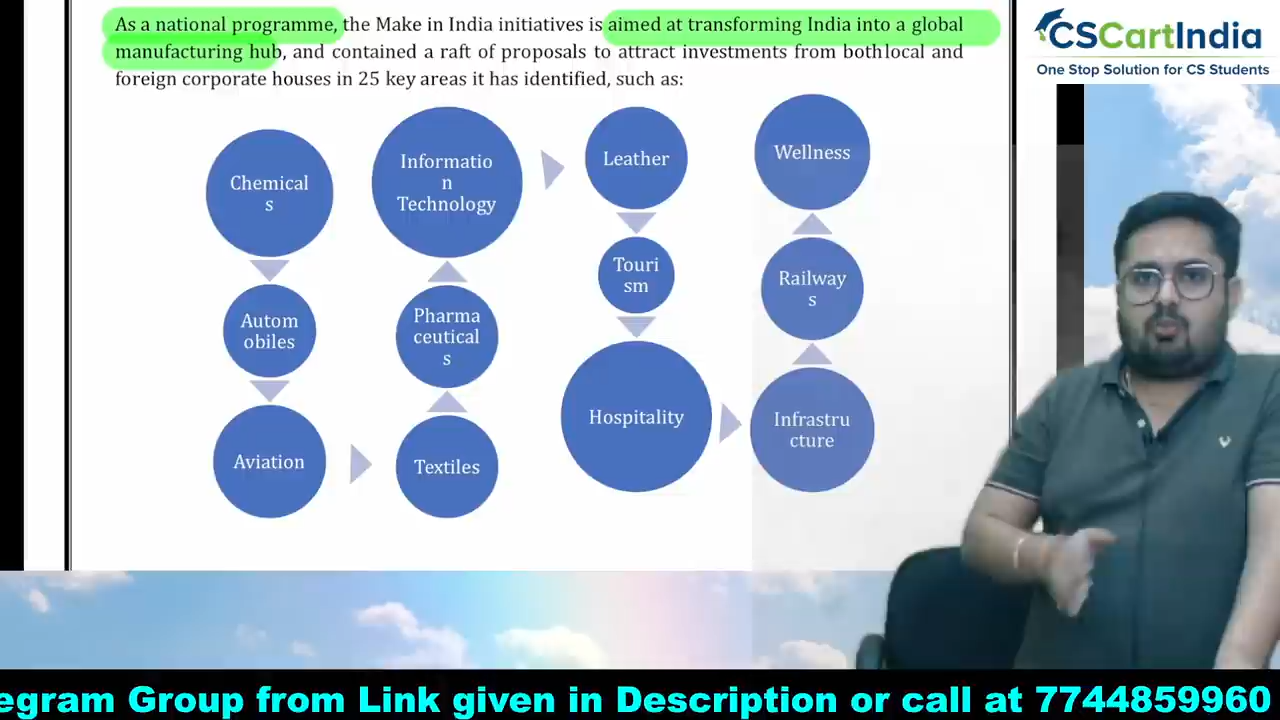 As a national programme, the Make in India initiatives is aimed at transforming India into a global
manufacturing hub, and contained a raft of proposals to attract investments from bothlocal and
foreign corporate houses in 25 key areas it has identified, such as:
Chemical
s
Autom
obiles
Aviation
Textiles
Pharma
ceutical
s
Informatio
n
Technology
Leather
Touri
sm
Hospitality
Infrastru
cture
Railway
s
Wellness
CSCartIndia
One Stop Solution for CS Students
egram Group from Link given in Description or call at 7744859960